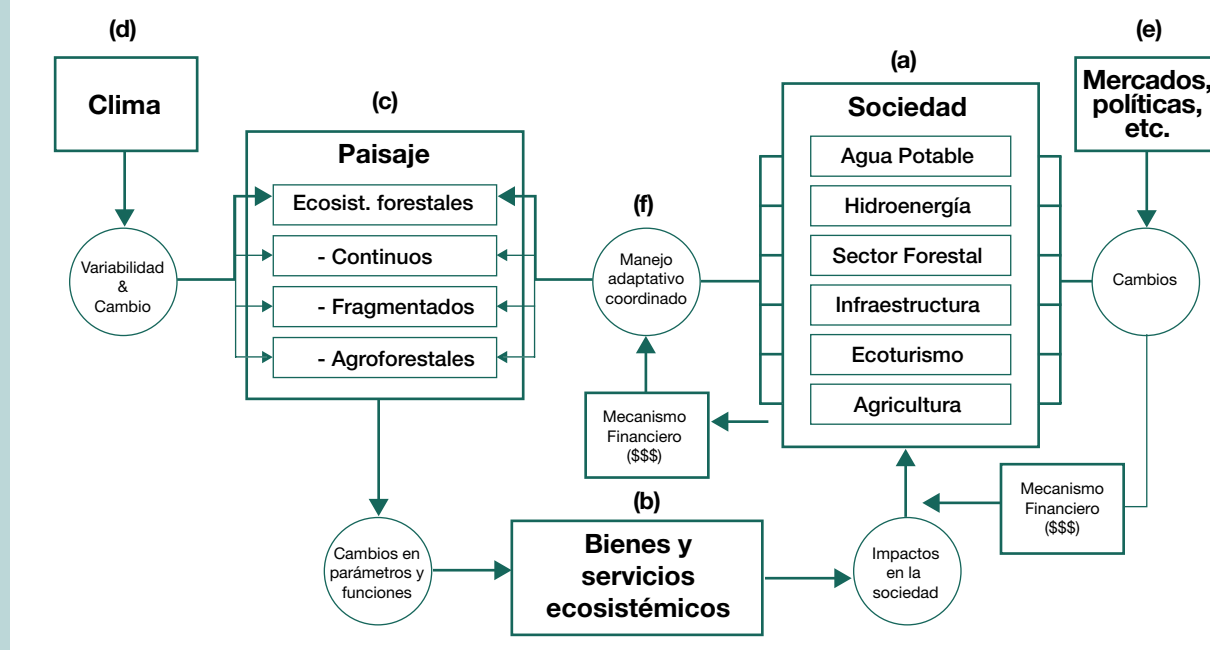 (d)
Clima
Variabilidad
&
Cambio
(c)
Paisaje
Ecosist. forestales
- Continuos
- Fragmentados
- Agroforestales
(f)
Manejo
adaptativo
coordinado
Mecanismo
Financiero
($$$)
(a)
Sociedad
Agua Potable
Hidroenergía
Sector Forestal
Infraestructura
Ecoturismo
Agricultura
(e)
Mercados,
políticas,
etc.
Cambios
Mecanismo
Financiero
($$$)
Cambios en
parámetros y
funciones
(b)
Bienes y
servicios
ecosistémicos
Impactos
en la
sociedad